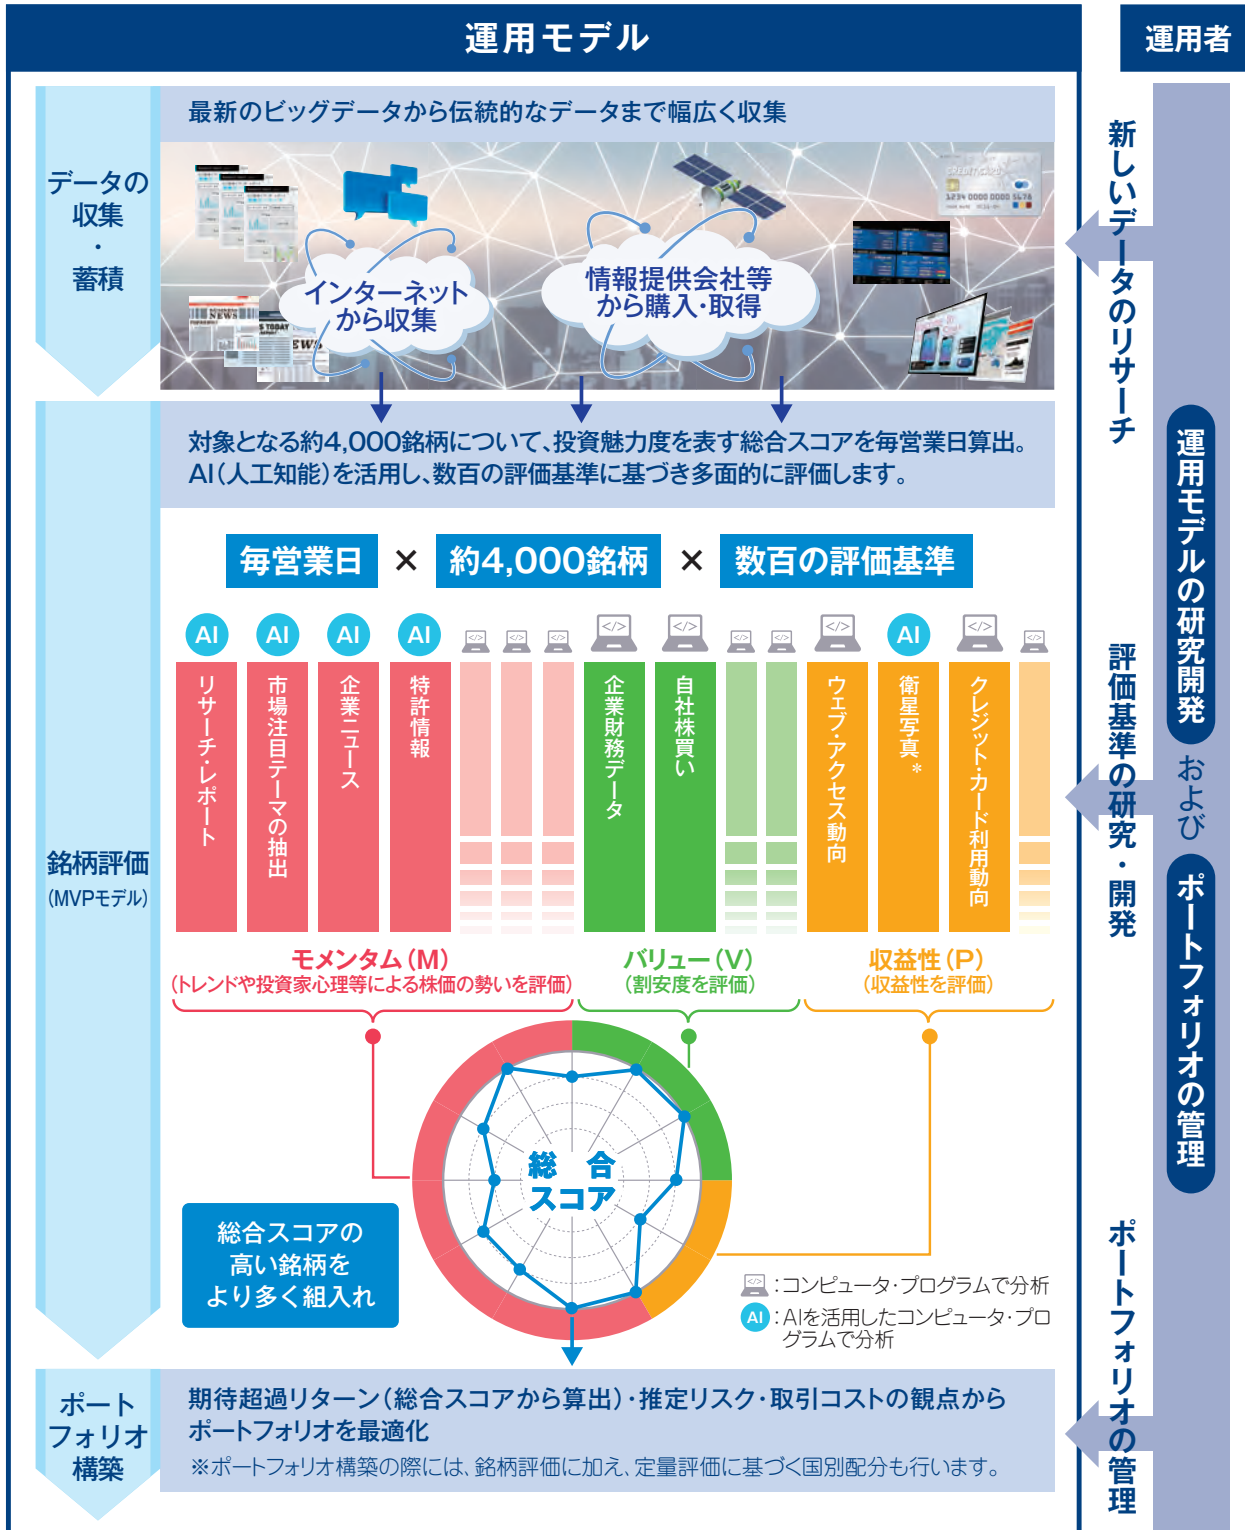 運用モデル
運用者
データの
収集
・
蓄積
最新のビッグデータから伝統的なデータまで幅広く収集
CREDIT CARD
1234 0000 0000 5678
NEWS
インターネット
から収集
情報提供会社等
から購入・取得
対象となる約4,000銘柄について、投資魅力度を表す総合スコアを毎営業日算出。
AI(人工知能)を活用し、数百の評価基準に基づき多面的に評価します。
毎営業日 × 約4,000銘柄 × 数百の評価基準
銘柄評価
(MVPモデル)
AI
リサーチ・レポート
AI
市場注目テーマの抽出
AI
企業ニュース
AI
特許情報
</>
</>
</>
</>
企業財務データ
</>
自社株買い
</>
</>
</>
ウェブ・アクセス動向
AI
衛星写真*
</>
クレジット・カード利用動向
</>
モメンタム(M)
(トレンドや投資家心理等による株価の勢いを評価)
バリュー(V)
(割安度を評価)
収益性(P)
(収益性を評価)
総合
スコア
総合スコアの
高い銘柄を
より多く組入れ
</>:コンピュータ・プログラムで分析
AI:AIを活用したコンピュータ・プロ
グラムで分析
ポート
フォリオ
構築
期待超過リターン(総合スコアから算出)・推定リスク・取引コストの観点から
ポートフォリオを最適化
※ポートフォリオ構築の際には、銘柄評価に加え、定量評価に基づく国別配分も行います。
新しいデータのリサーチ
評価基準の研究・開発
ポートフォリオの管理
運用モデルの研究開発
および
ポートフォリオの管理